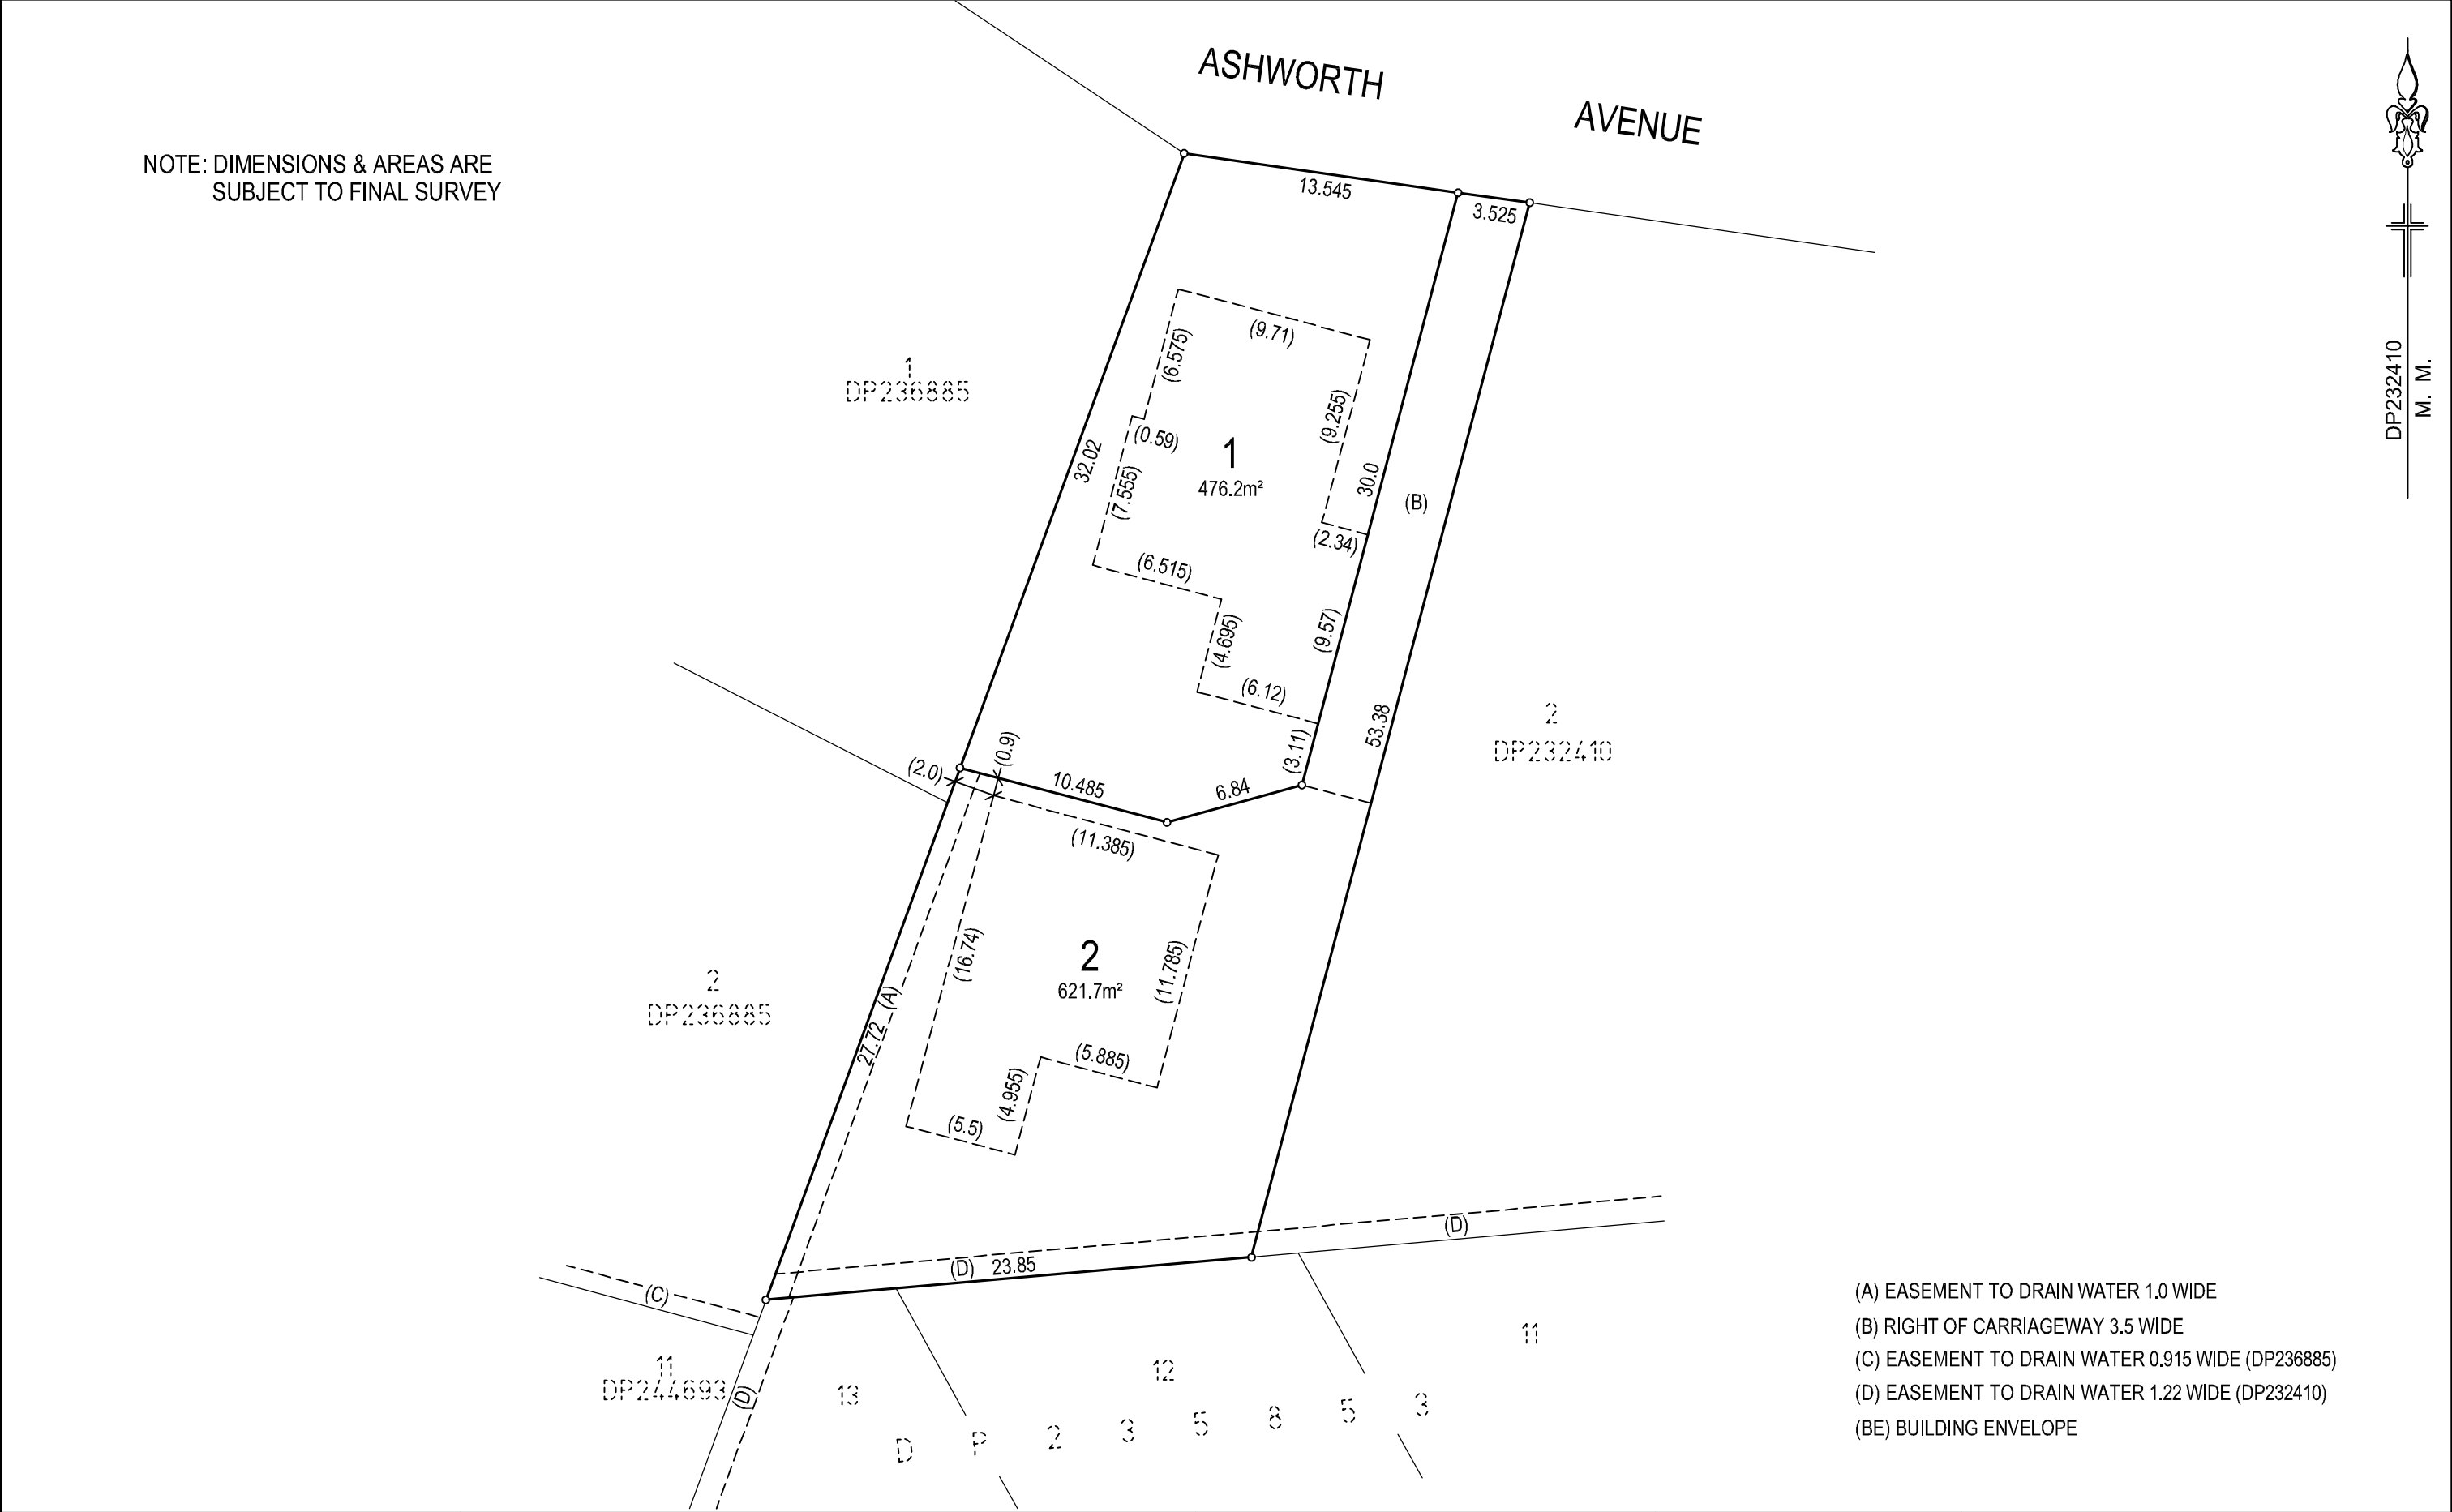 ASHWORTH AVENUE
NOTE: DIMENSIONS & AREAS ARE
SUBJECT TO FINAL SURVEY
13.545
3.525
1
DP236885
32.02
(9.71)
(6.575)
(0.59)
(7.555)
(9.255)
1
476.2m²
30.0
(B)
(2.34)
(6.515)
(4.695)
(9.57)
(6.12)
(3.11)
53.38
2
DP232410
(2.0)
(0.9)
10.485
6.84
(11.385)
(16.74)
2
621.7m²
(11.785)
(A)
27.72
(5.885)
(4.955)
(5.5)
2
DP236885
(D) 23.85
(D)
(C)
11
DP244693
(D)
13
12
11
D P 2 3 5 8 5 3
DP232410
M. M.
(A) EASEMENT TO DRAIN WATER 1.0 WIDE
(B) RIGHT OF CARRIAGEWAY 3.5 WIDE
(C) EASEMENT TO DRAIN WATER 0.915 WIDE (DP236885)
(D) EASEMENT TO DRAIN WATER 1.22 WIDE (DP232410)
(BE) BUILDING ENVELOPE